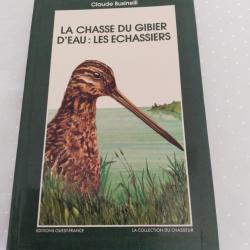 Claude Businelli
LA CHASSE DU GIBIER
D'EAU : LES ECHASSIERS
EDITIONS OUEST-FRANCE
LA COLLECTION DU CHASSEUR